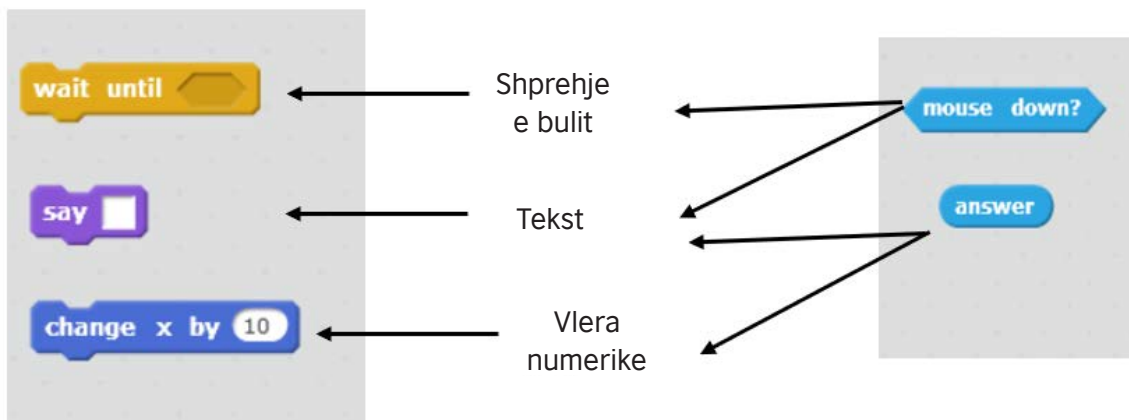 wait until
Shprehje
e bulit
mouse down?
say
Tekst
answer
change x by 10
Vlera
numerike